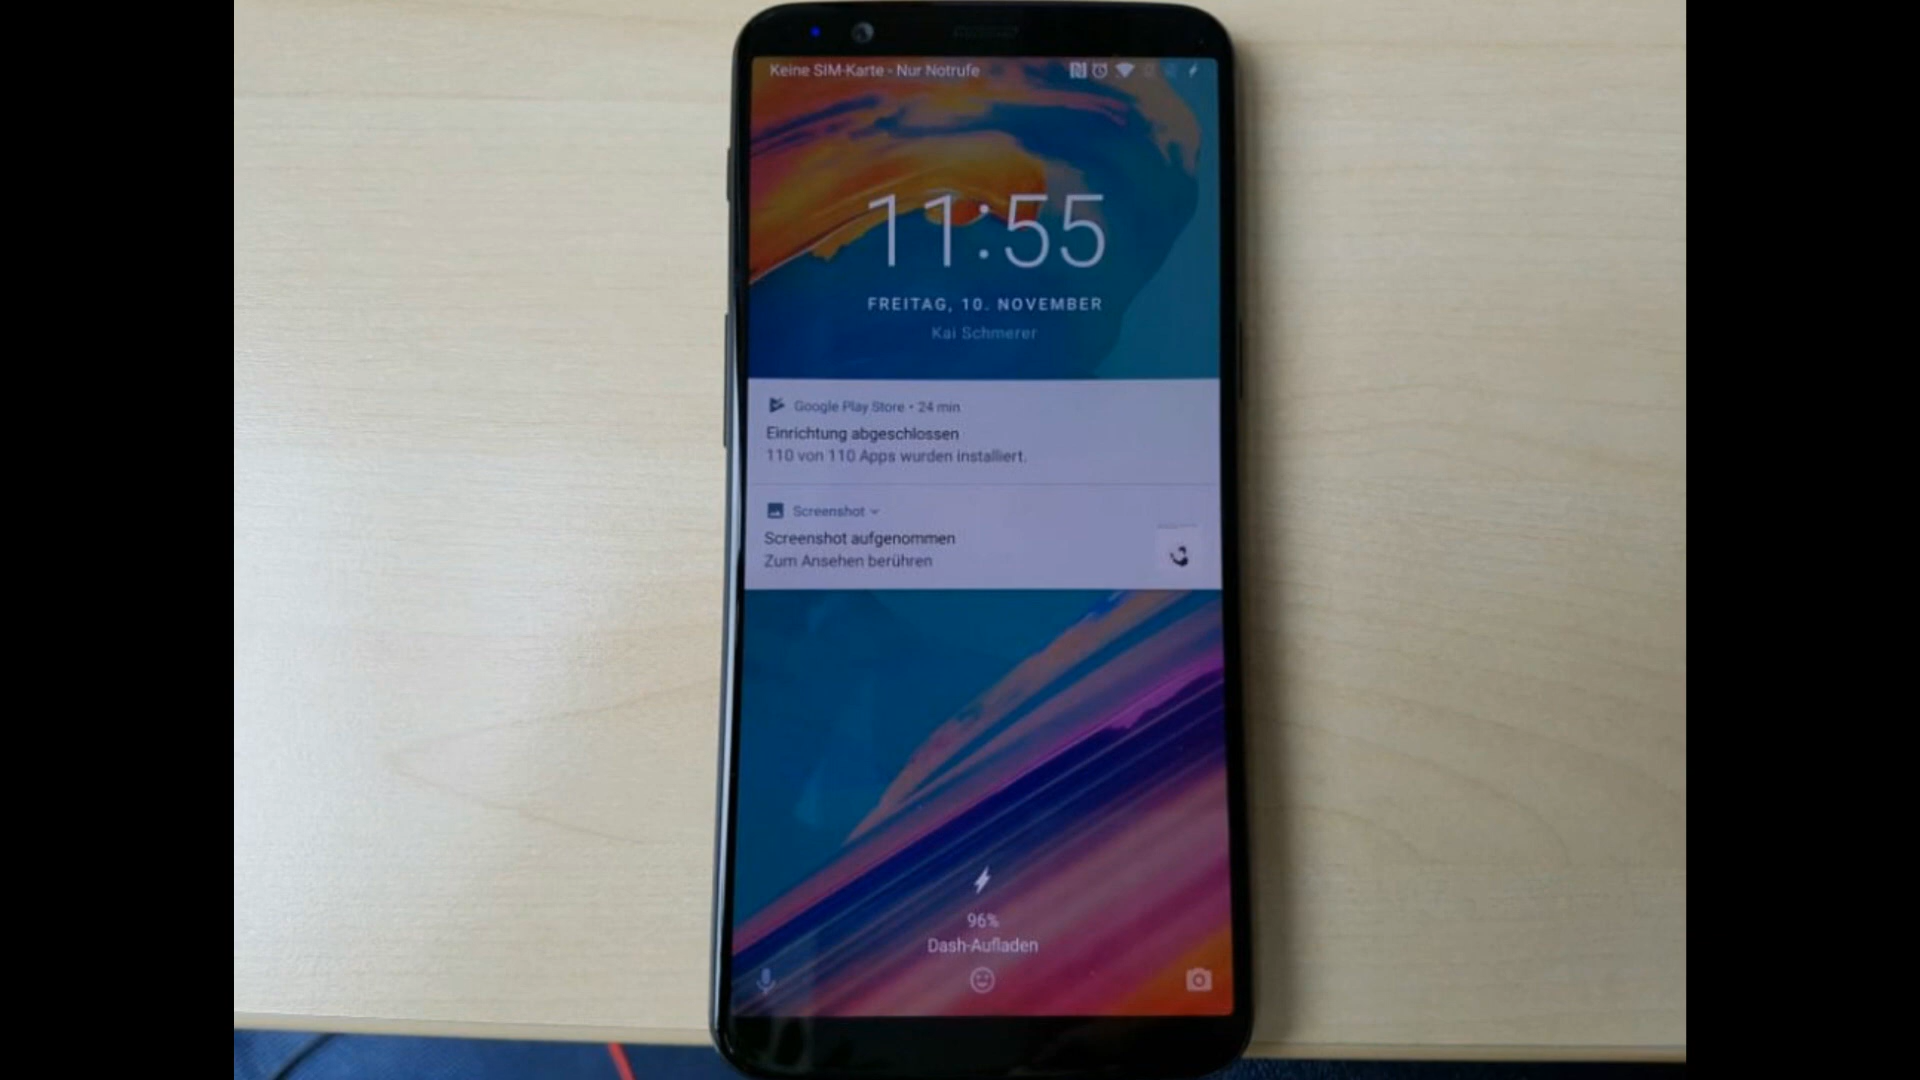 Keine SIM-Karte - Nur Notrufe
11:55
FREITAG, 10. NOVEMBER
Kai Schmerer
Google Play Store • 24 min
Einrichtung abgeschlossen
110 von 110 Apps wurden installiert.
Screenshot
Screenshot aufgenommen
Zum Ansehen berühren
96%
Dash-Aufladen